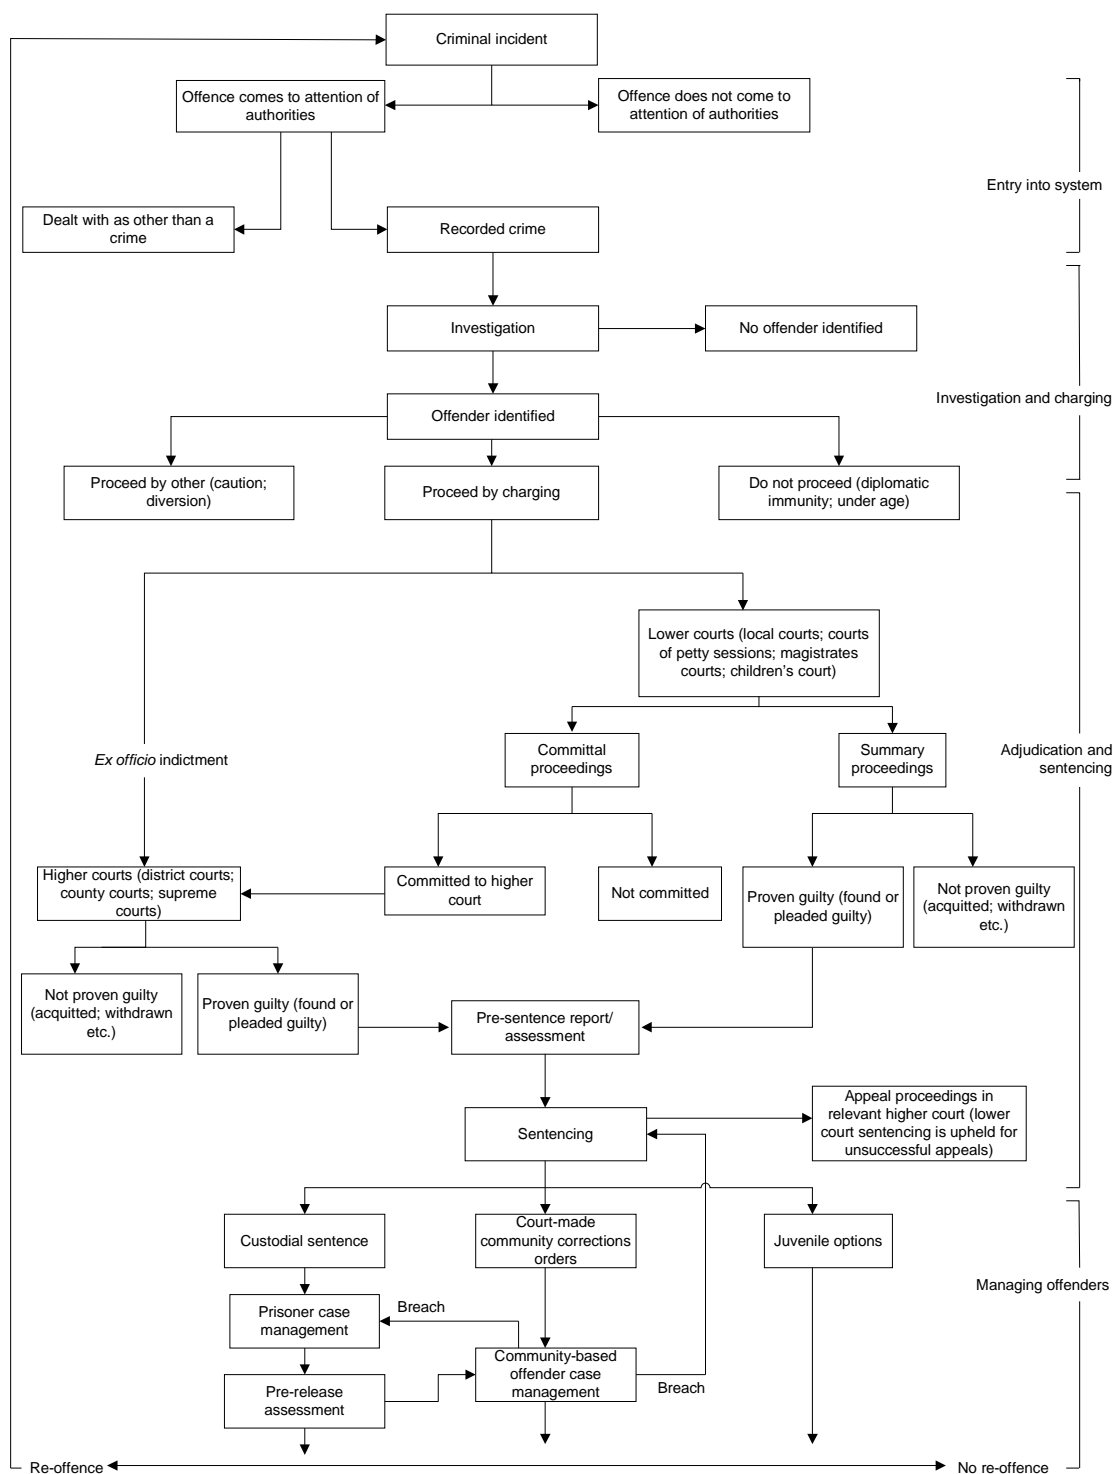 Criminal incident
Offence comes to attention of
authorities
Offence does not come to
attention of authorities
Entry into system
Dealt with as other than a
crime
Recorded crime
Investigation
No offender identified
Investigation and charging
Offender identified
Proceed by other (caution;
diversion)
Proceed by charging
Do not proceed (diplomatic
immunity; under age)
Lower courts (local courts; courts
of petty sessions; magistrates
courts; children's court)
Ex officio indictment
Committal
proceedings
Summary
proceedings
Adjudication and
sentencing
Higher courts (district courts;
county courts; supreme
courts)
Committed to higher
court
Not committed
Proven guilty (found or
pleaded guilty)
Not proven guilty
(acquitted; withdrawn
etc.)
Not proven guilty
(acquitted; withdrawn
etc.)
Proven guilty (found or
pleaded guilty)
Pre-sentence report/
assessment
Sentencing
Appeal proceedings in
relevant higher court (lower
court sentencing is upheld for
unsuccessful appeals)
Custodial sentence
Court-made
community corrections
orders
Juvenile options
Managing offenders
Prisoner case
management
Breach
Community-based
offender case
management
Breach
Pre-release
assessment
Re-offence
No re-offence